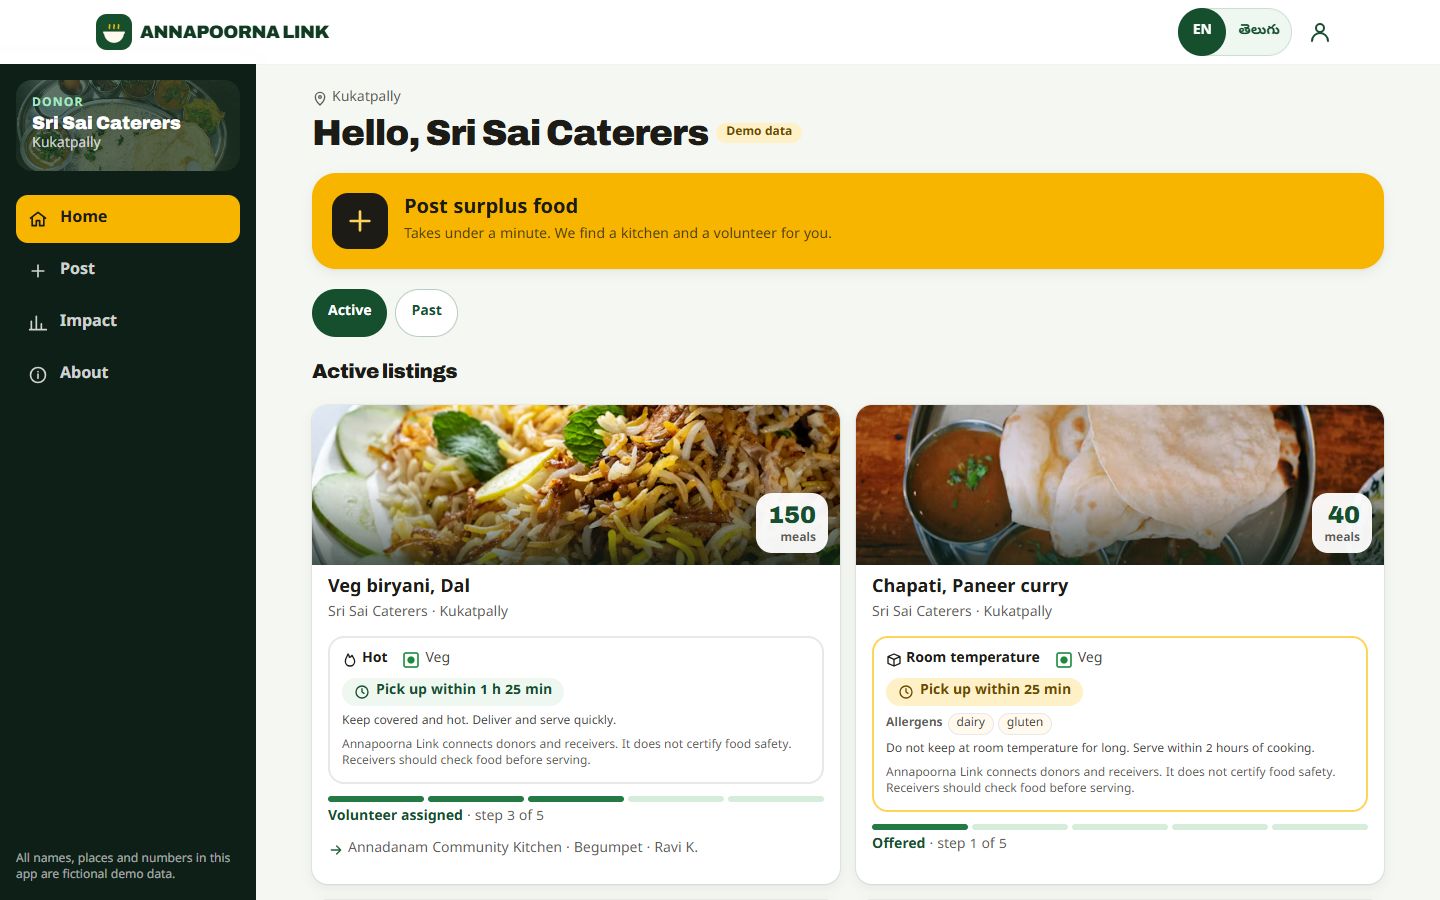 ANNAPOORNA LINK
EN
తెలుగు
DONOR
Sri Sai Caterers
Kukatpally
Home
Post
Impact
About
All names, places and numbers in this
app are fictional demo data.
Kukatpally
Hello, Sri Sai Caterers
Demo data
Post surplus food
Takes under a minute. We find a kitchen and a volunteer for you.
Active
Past
Active listings
150
meals
Veg biryani, Dal
Sri Sai Caterers · Kukatpally
Hot
Veg
Pick up within 1 h 25 min
Keep covered and hot. Deliver and serve quickly.
Annapoorna Link connects donors and receivers. It does not certify food safety.
Receivers should check food before serving.
Volunteer assigned · step 3 of 5
→ Annadanam Community Kitchen · Begumpet · Ravi K.
40
meals
Chapati, Paneer curry
Sri Sai Caterers · Kukatpally
Room temperature
Veg
Pick up within 25 min
Allergens dairy gluten
Do not keep at room temperature for long. Serve within 2 hours of cooking.
Annapoorna Link connects donors and receivers. It does not certify food safety.
Receivers should check food before serving.
Offered · step 1 of 5